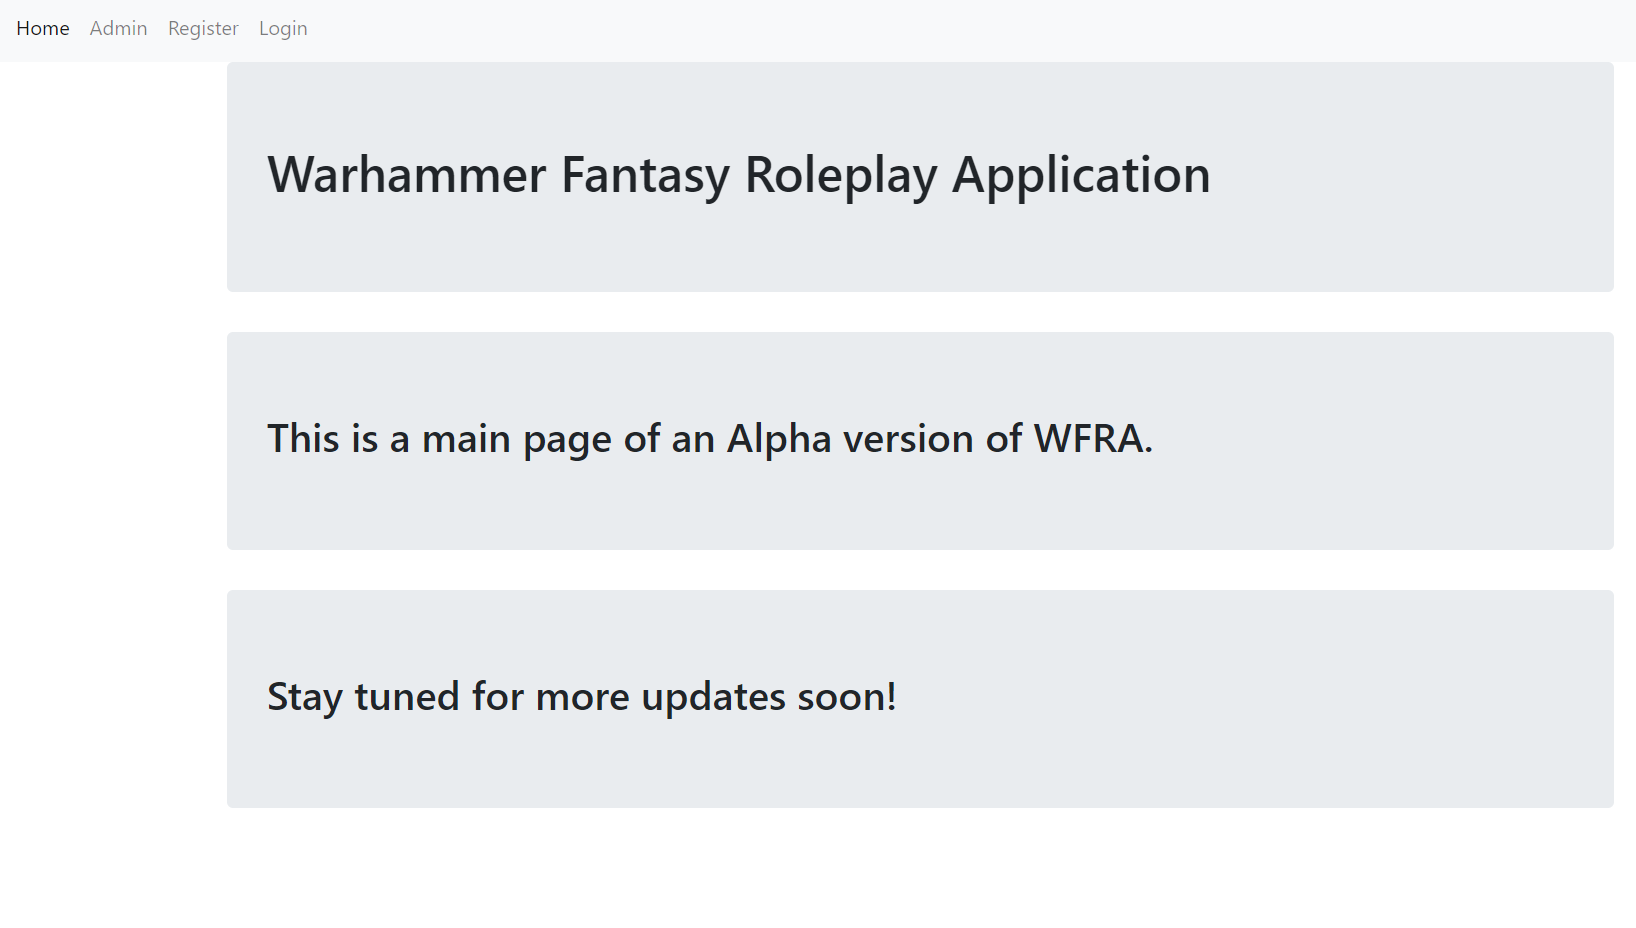 Home Admin Register Login
Warhammer Fantasy Roleplay Application
This is a main page of an Alpha version of WFRA.
Stay tuned for more updates soon!